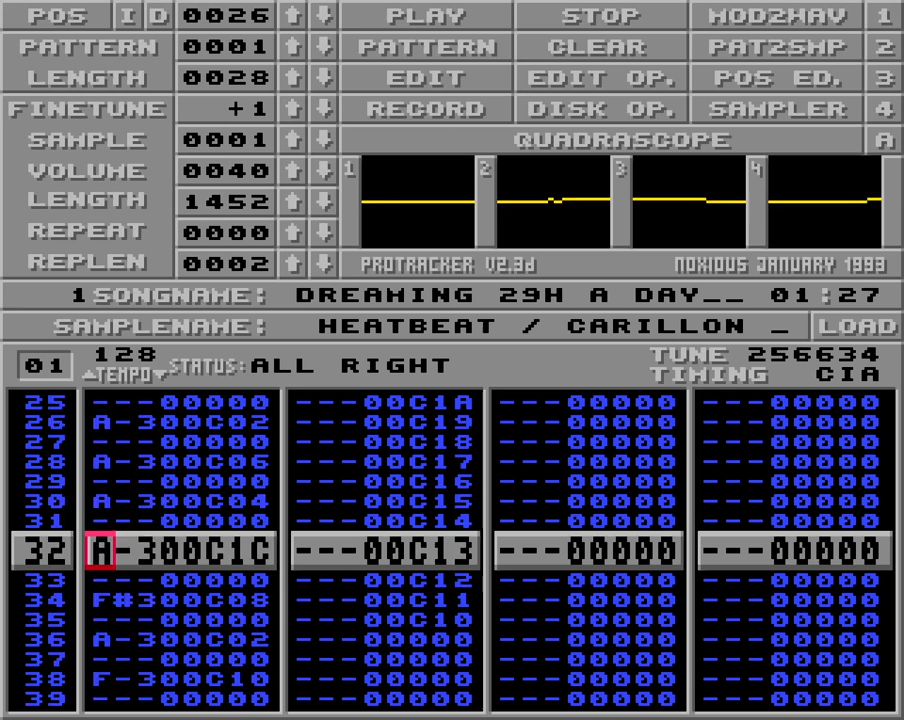 POS I D 0026 PLAY STOP MOD2WAV 1
PATTERN 0001 PATTERN CLEAR PAT2SMP 2
LENGTH 0028 EDIT EDIT OP. POS ED. 3
FINETUNE +1 RECORD DISK OP. SAMPLER 4
SAMPLE 0001 QUADRASCOPE A
VOLUME 0040 1 2 3 4
LENGTH 1452
REPEAT 0000
REPLEN 0002 PROTRACKER V2.3d NOXIOUS JANUARY 1993
1 SONGNAME: DREAMING 29H A DAY__ 01:27
SAMPLENAME: HEATBEAT / CARILLON _ LOAD
01 128 TEMPO STATUS: ALL RIGHT TUNE 256634
TIMING CIA
25 ---00000 ---00C1A ---00000 ---00000
26 A-300C02 ---00C19 ---00000 ---00000
27 ---00000 ---00C18 ---00000 ---00000
28 A-300C06 ---00C17 ---00000 ---00000
29 ---00000 ---00C16 ---00000 ---00000
30 A-300C04 ---00C15 ---00000 ---00000
31 ---00000 ---00C14 ---00000 ---00000
32 A-300C1C ---00C13 ---00000 ---00000
33 ---00000 ---00C12 ---00000 ---00000
34 F#300C08 ---00C11 ---00000 ---00000
35 ---00000 ---00C10 ---00000 ---00000
36 A-300C02 ---00000 ---00000 ---00000
37 ---00000 ---00000 ---00000 ---00000
38 F-300C10 ---00000 ---00000 ---00000
39 ---00000 ---00000 ---00000 ---00000